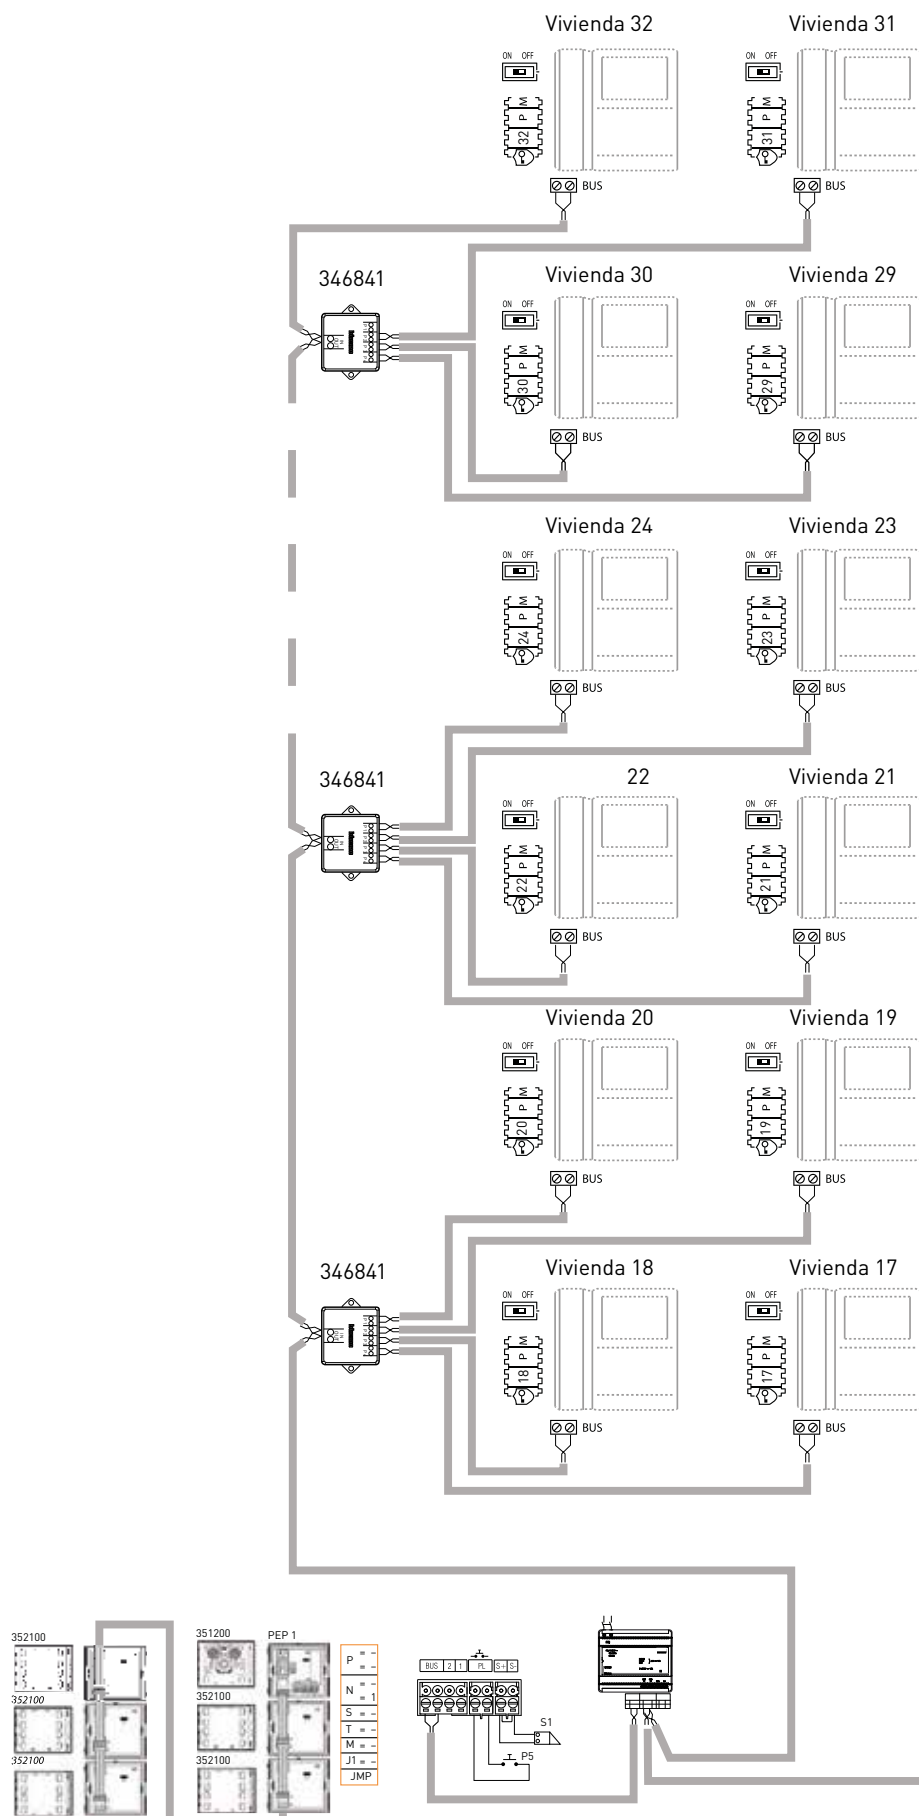 Vivienda 32
Vivienda 31
ON OFF
ON OFF
M
P
32
M
P
31
BUS
BUS
346841
Vivienda 30
Vivienda 29
ON OFF
ON OFF
M
P
30
M
P
29
BUS
BUS
Vivienda 24
Vivienda 23
ON OFF
ON OFF
M
P
24
M
P
23
BUS
BUS
346841
22
Vivienda 21
ON OFF
ON OFF
M
P
22
M
P
21
BUS
BUS
Vivienda 20
Vivienda 19
ON OFF
ON OFF
M
P
20
M
P
19
BUS
BUS
346841
Vivienda 18
Vivienda 17
ON OFF
ON OFF
M
P
18
M
P
17
BUS
BUS
352100
352100
352100
351200
PEP 1
352100
352100
P = -
= -
N = -
= 1
S = -
T = -
M = -
J1 = -
JMP
BUS 2 1 PL S+ S-
S1
P5